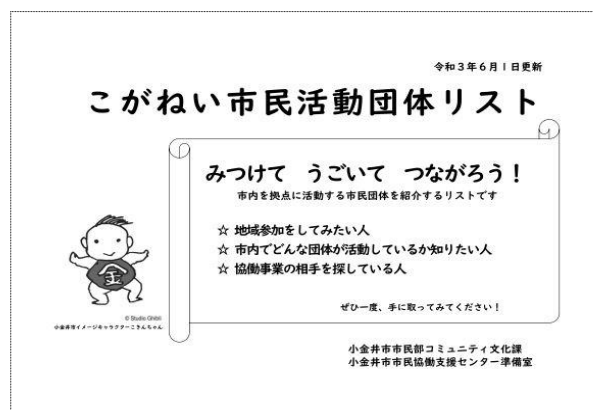 令和3年6月1日更新
こがねい市民活動団体リスト
みつけて　うごいて　つながろう！
市内を拠点に活動する市民団体を紹介するリストです
☆ 地域参加をしてみたい人
☆ 市内でどんな団体が活動しているか知りたい人
☆ 協働事業の相手を探している人
ぜひ一度、手に取ってみてください！
金
© Studio Ghibli
小金井市イメージキャラクターこきんちゃん
小金井市市民部コミュニティ文化課
小金井市市民協働支援センター準備室